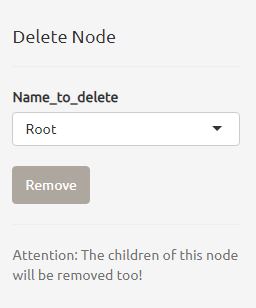 Delete Node
Name_to_delete
Root
Remove
Attention: The children of this node
will be removed too!